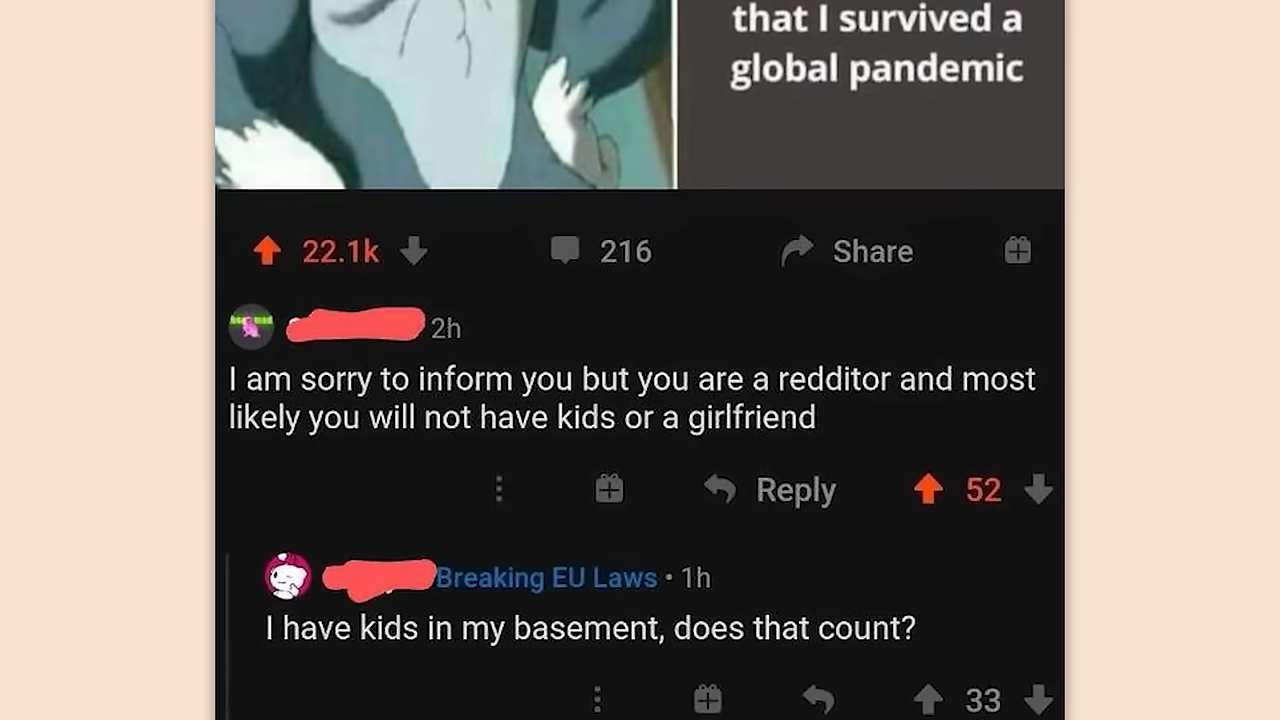 that I survived a
global pandemic
22.1k
216
Share
2h
I am sorry to inform you but you are a redditor and most
likely you will not have kids or a girlfriend
Reply
52
Breaking EU Laws • 1h
I have kids in my basement, does that count?
33